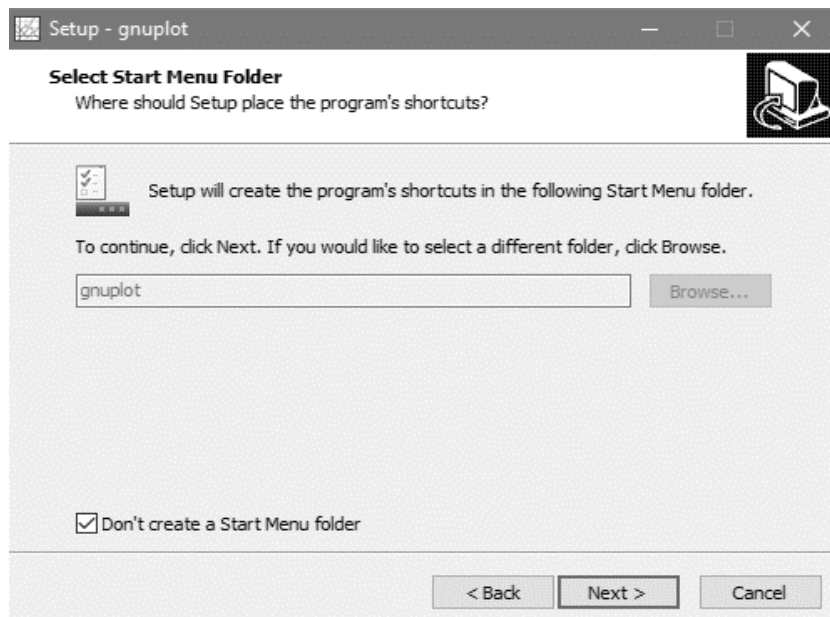 Setup - gnuplot
Select Start Menu Folder
Where should Setup place the program's shortcuts?
Setup will create the program's shortcuts in the following Start Menu folder.
To continue, click Next. If you would like to select a different folder, click Browse.
gnuplot
Browse...
Don't create a Start Menu folder
< Back
Next >
Cancel